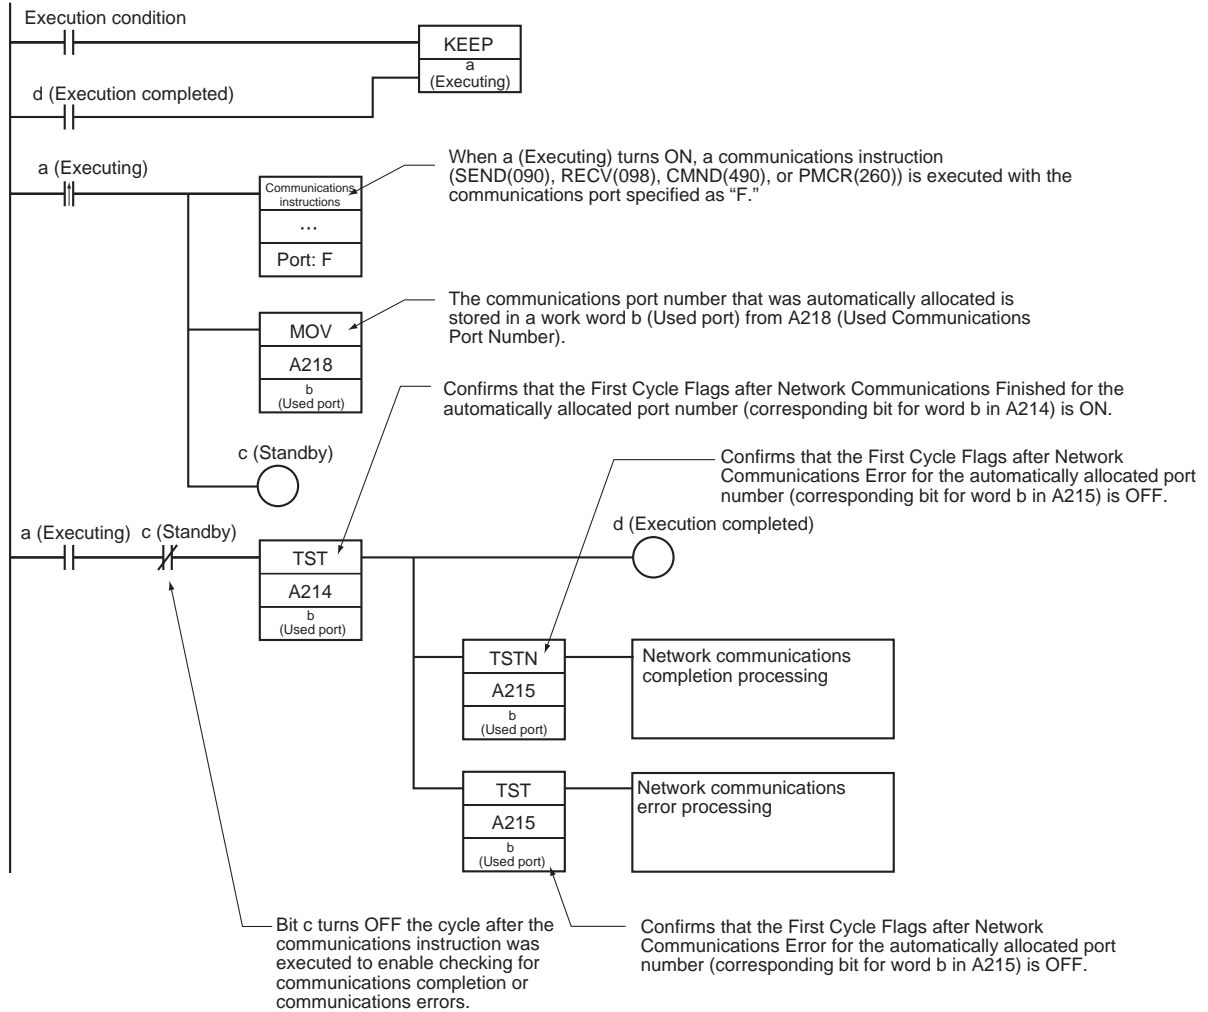 Execution condition
KEEP
a
(Executing)
d (Execution completed)
a (Executing)
Communications
instructions
...
Port: F
When a (Executing) turns ON, a communications instruction
(SEND(090), RECV(098), CMND(490), or PMCR(260)) is executed with the
communications port specified as “F.”
MOV
A218
b
(Used port)
The communications port number that was automatically allocated is
stored in a work word b (Used port) from A218 (Used Communications
Port Number).
Confirms that the First Cycle Flags after Network Communications Finished for the
automatically allocated port number (corresponding bit for word b in A214) is ON.
c (Standby)
Confirms that the First Cycle Flags after Network
Communications Error for the automatically allocated port
number (corresponding bit for word b in A215) is OFF.
a (Executing)
c (Standby)
TST
A214
b
(Used port)
d (Execution completed)
TSTN
A215
b
(Used port)
Network communications
completion processing
TST
A215
b
(Used port)
Network communications
error processing
Bit c turns OFF the cycle after the
communications instruction was
executed to enable checking for
communications completion or
communications errors.
Confirms that the First Cycle Flags after Network
Communications Error for the automatically allocated port
number (corresponding bit for word b in A215) is OFF.